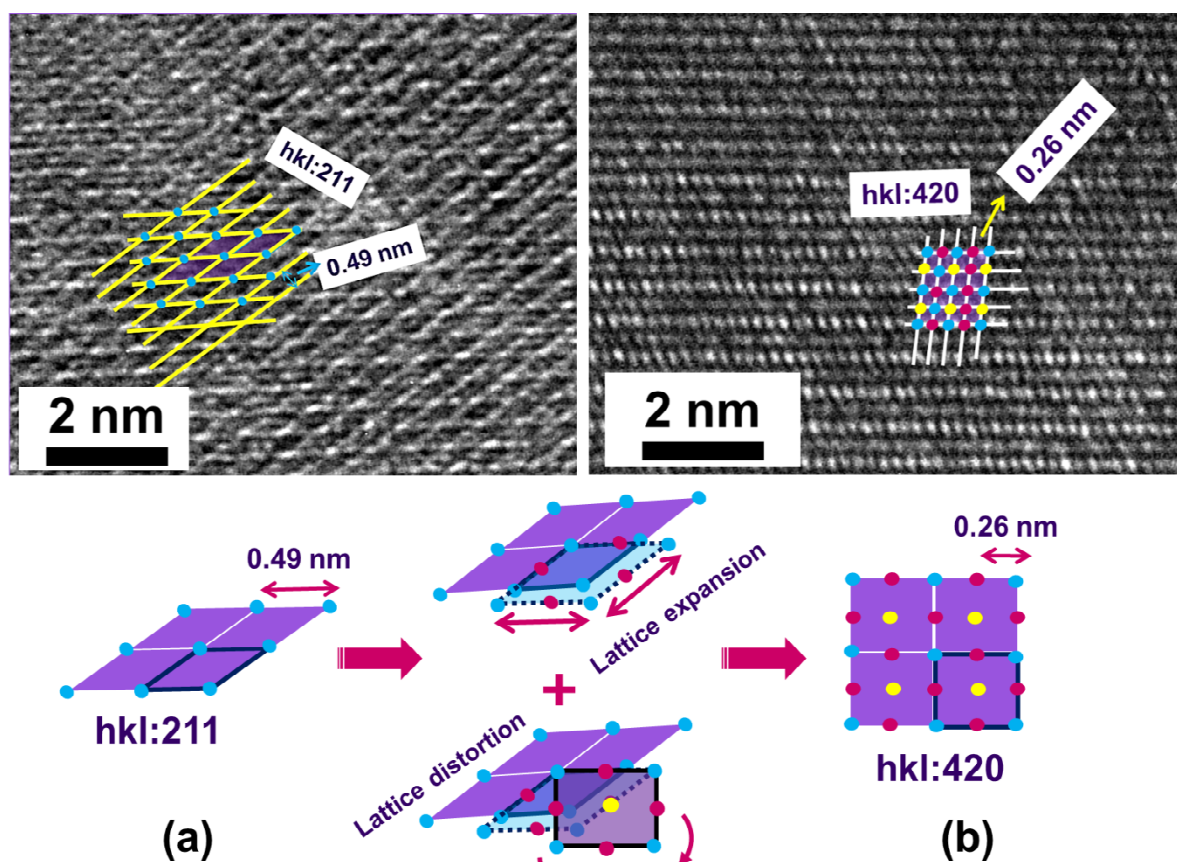 hkl:211
0.49 nm
2 nm
hkl:420
0.26 nm
2 nm
0.49 nm
hkl:211
Lattice expansion
+
Lattice distortion
0.26 nm
hkl:420
(a)
(b)